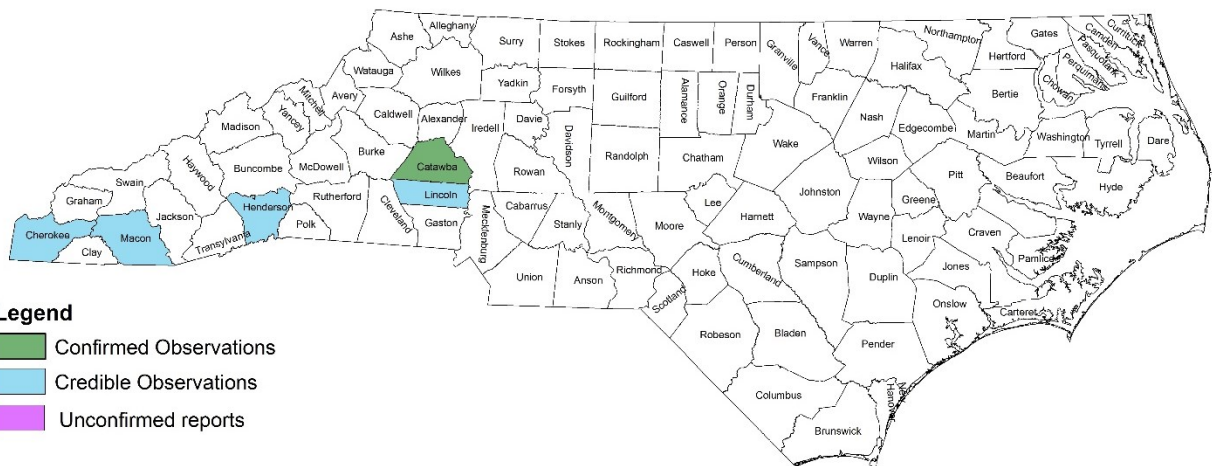 Alleghany
Ashe
Surry
Stokes
Rockingham
Caswell
Person
Granville
Vance
Warren
Northampton
Gates
Currituck
Camden
Pasquotank
Perquimans
Chowan
Hertford
Halifax
Bertie
Watauga
Wilkes
Yadkin
Forsyth
Guilford
Alamance
Orange
Durham
Franklin
Nash
Edgecombe
Martin
Washington
Tyrrell
Dare
Mitchell
Avery
Yancey
Caldwell
Alexander
Iredell
Davie
Davidson
Randolph
Chatham
Wake
Wilson
Pitt
Beaufort
Hyde
Madison
Haywood
Buncombe
McDowell
Burke
Catawba
Rowan
Johnston
Greene
Swain
Graham
Jackson
Henderson
Rutherford
Lincoln
Cabarrus
Stanly
Montgomery
Moore
Lee
Harnett
Wayne
Lenoir
Craven
Pamlico
Cherokee
Macon
Clay
Transylvania
Polk
Cleveland
Gaston
Mecklenburg
Union
Anson
Richmond
Scotland
Hoke
Cumberland
Sampson
Duplin
Jones
Onslow
Carteret
Robeson
Bladen
Pender
Columbus
Brunswick
New
Hanover
Legend
Confirmed Observations
Credible Observations
Unconfirmed reports